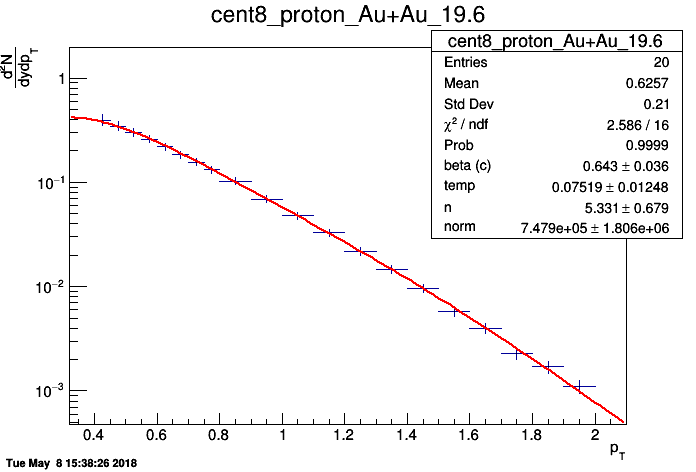 cent8_proton_Au+Au_19.6
d²N
dydp_T
cent8_proton_Au+Au_19.6
Entries 20
Mean 0.6257
Std Dev 0.21
χ² / ndf 2.586 / 16
Prob 0.9999
beta (c) 0.643 ± 0.036
temp 0.07519 ± 0.01248
n 5.331 ± 0.679
norm 7.479e+05 ± 1.806e+06
1
10⁻¹
10⁻²
10⁻³
0.4 0.6 0.8 1 1.2 1.4 1.6 1.8 2
p_T
Tue May 8 15:38:26 2018